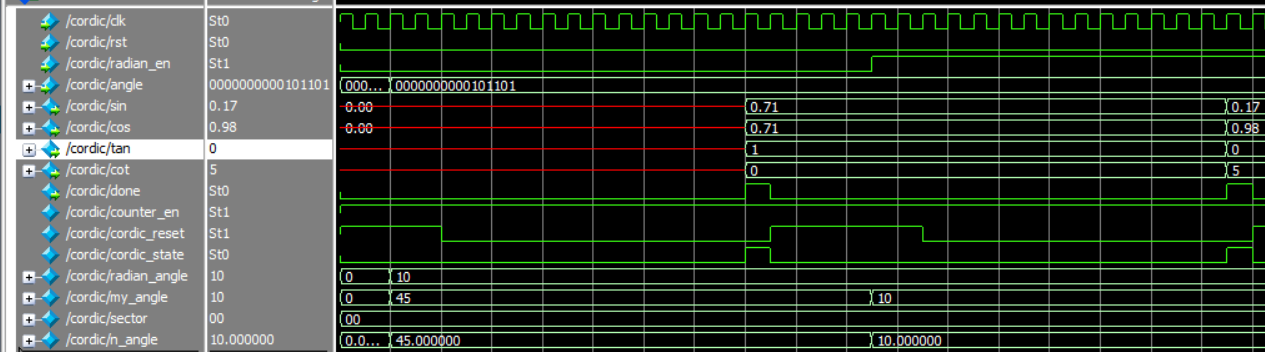 /cordic/clk St0
/cordic/rst St0
/cordic/radian_en St1
/cordic/angle 0000000000101101 000... 0000000000101101
/cordic/sin 0.17 0.00 0.71 0.17
/cordic/cos 0.98 0.00 0.71 0.98
/cordic/tan 0 1 0
/cordic/cot 5 0 5
/cordic/done St0
/cordic/counter_en St1
/cordic/cordic_reset St1
/cordic/cordic_state St0
/cordic/radian_angle 10 0 10
/cordic/my_angle 10 0 45 10
/cordic/sector 00 00
/cordic/n_angle 10.000000 0.0... 45.000000 10.000000